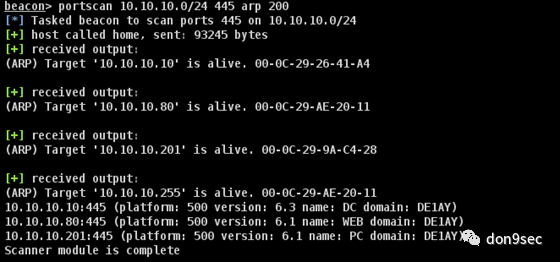 beacon> portscan 10.10.10.0/24 445 arp 200
[*] Tasked beacon to scan ports 445 on 10.10.10.0/24
[+] host called home, sent: 93245 bytes
[+] received output:
(ARP) Target '10.10.10.10' is alive. 00-0C-29-26-41-A4
[+] received output:
(ARP) Target '10.10.10.80' is alive. 00-0C-29-AE-20-11
[+] received output:
(ARP) Target '10.10.10.201' is alive. 00-0C-29-9A-C4-28
[+] received output:
(ARP) Target '10.10.10.255' is alive. 00-0C-29-AE-20-11
10.10.10.10:445 (platform: 500 version: 6.3 name: DC domain: DE1AY)
10.10.10.80:445 (platform: 500 version: 6.1 name: WEB domain: DE1AY)
10.10.10.201:445 (platform: 500 version: 6.1 name: PC domain: DE1AY)
Scanner module is complete
don9sec